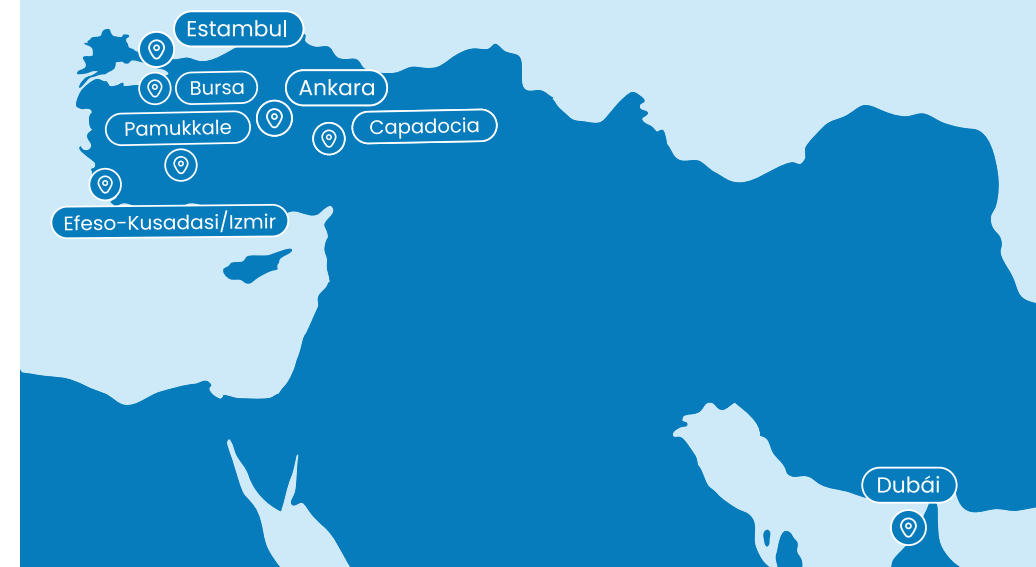 Estambul
Bursa
Ankara
Pamukkale
Capadocia
Efeso-Kusadasi/Izmir
Dubái